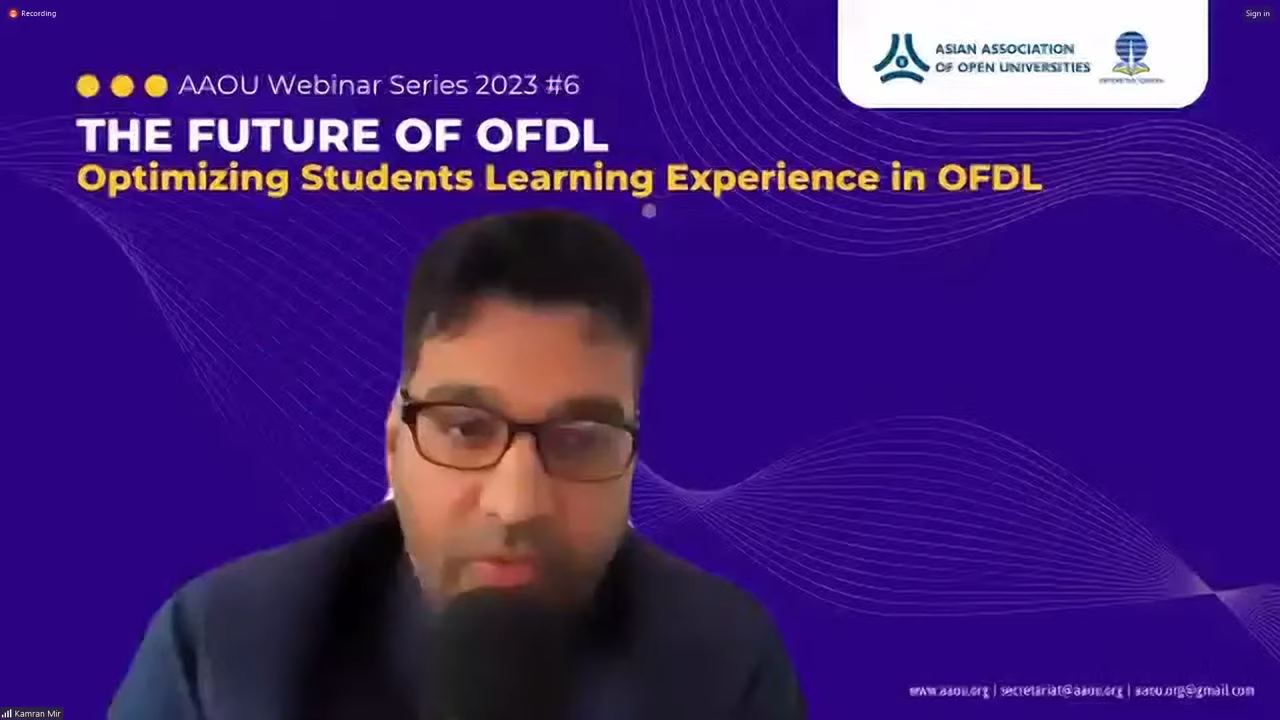 Recording
Sign in
ASIAN ASSOCIATION
OF OPEN UNIVERSITIES
AAOU Webinar Series 2023 #6
THE FUTURE OF OFDL
Optimizing Students Learning Experience in OFDL
www.aaou.org | secretariat@aaou.org | aaou.org@gmail.com
Kamran Mir